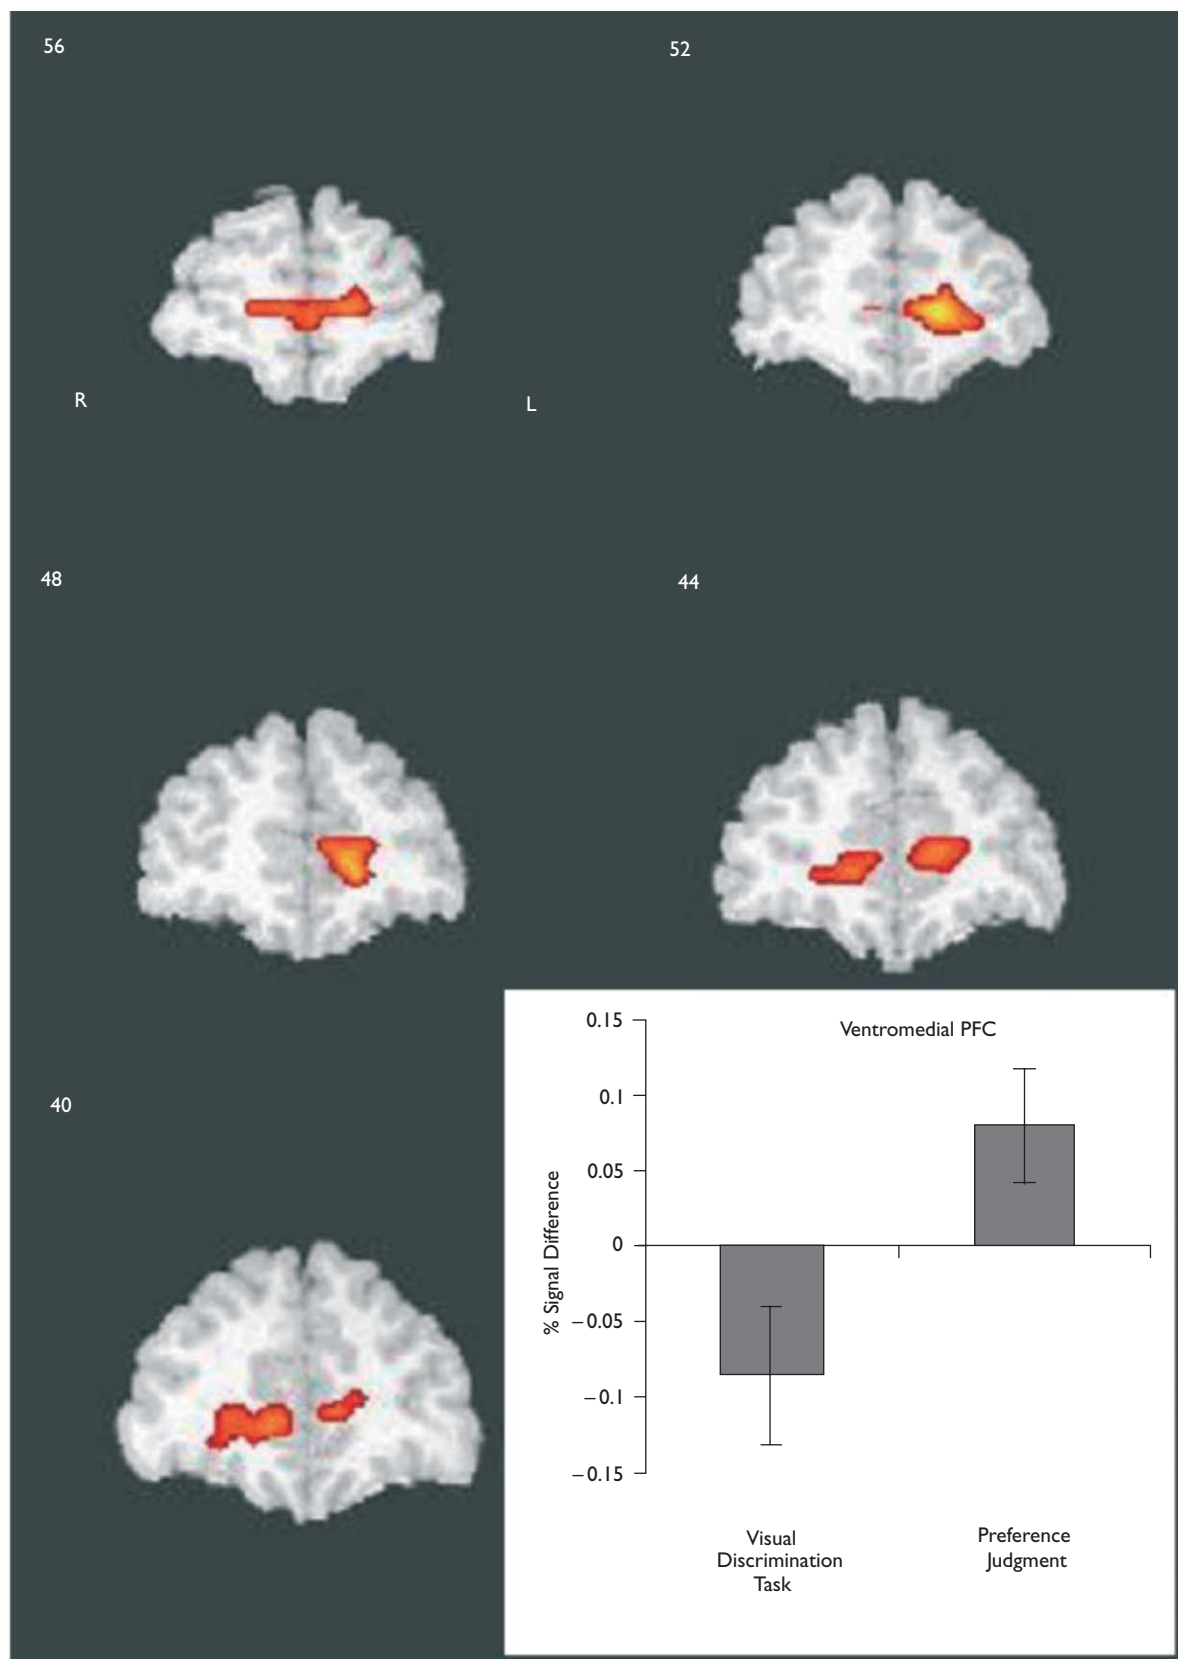 56
52
R
L
48
44
40
Ventromedial PFC
0.15
0.1
0.05
0
−0.05
−0.1
−0.15
% Signal Difference
Visual
Discrimination
Task
Preference
Judgment